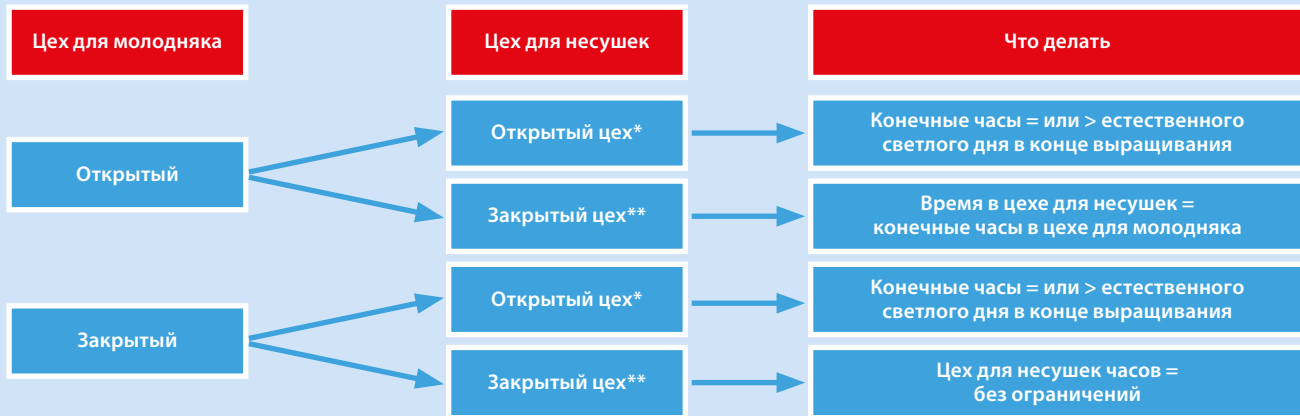 Цех для молодняка
Цех для несушек
Что делать
Открытый
Открытый цех*
Конечные часы = или > естественного
светлого дня в конце выращивания
Закрытый цех**
Время в цехе для несушек =
конечные часы в цехе для молодняка
Закрытый
Открытый цех*
Конечные часы = или > естественного
светлого дня в конце выращивания
Закрытый цех**
Цех для несушек часов =
без ограничений